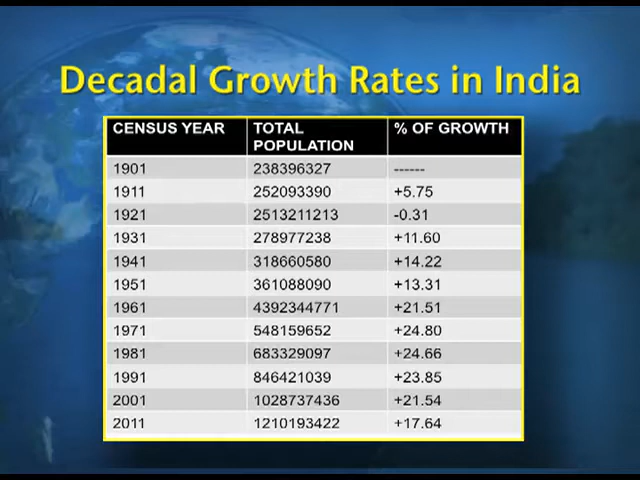 Decadal Growth Rates in India
CENSUS YEAR TOTAL POPULATION % OF GROWTH
1901 238396327 ------
1911 252093390 +5.75
1921 2513211213 -0.31
1931 278977238 +11.60
1941 318660580 +14.22
1951 361088090 +13.31
1961 4392344771 +21.51
1971 548159652 +24.80
1981 683329097 +24.66
1991 846421039 +23.85
2001 1028737436 +21.54
2011 1210193422 +17.64